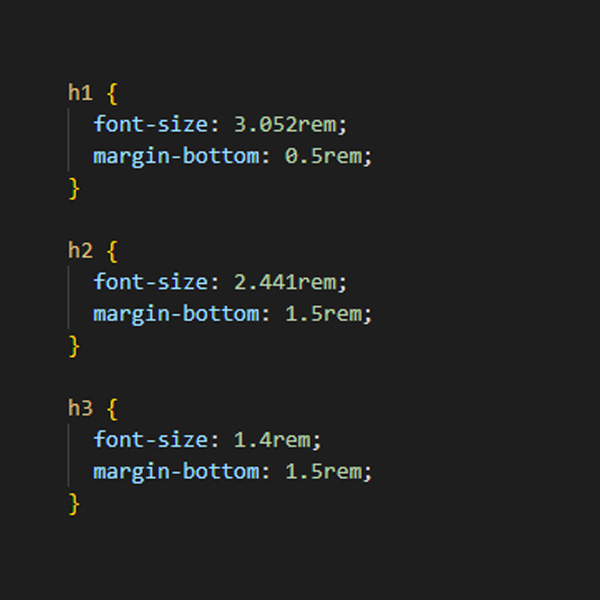 h1 {
  font-size: 3.052rem;
  margin-bottom: 0.5rem;
}
h2 {
  font-size: 2.441rem;
  margin-bottom: 1.5rem;
}
h3 {
  font-size: 1.4rem;
  margin-bottom: 1.5rem;
}